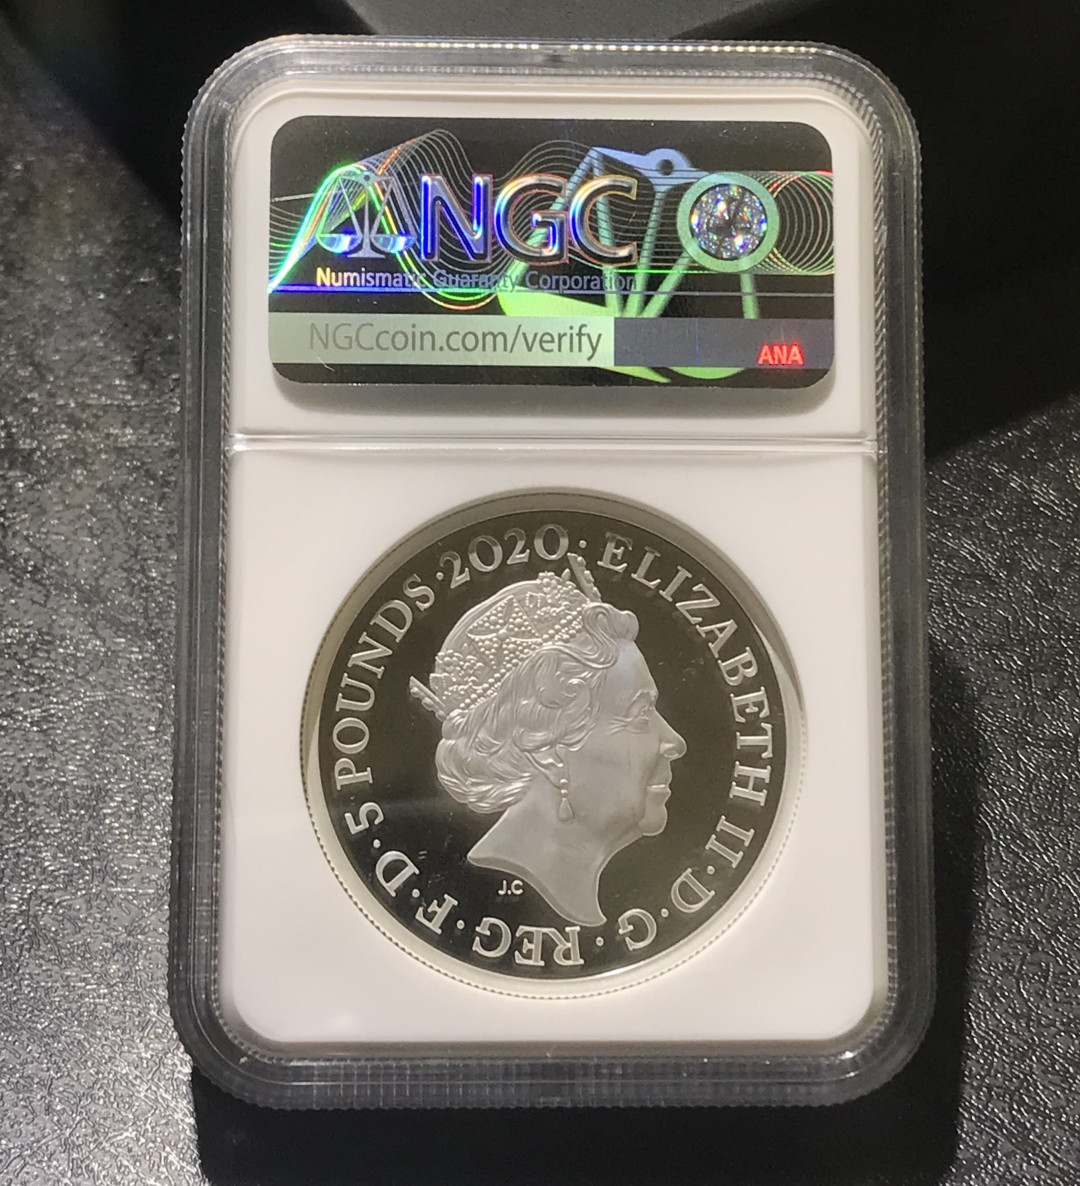 NGC
Numismatic Guaranty Corporation
NGCcoin.com/verify
ANA
ELIZABETH II · D · G · REG · F · D · 5 POUNDS · 2020 ·
J.C